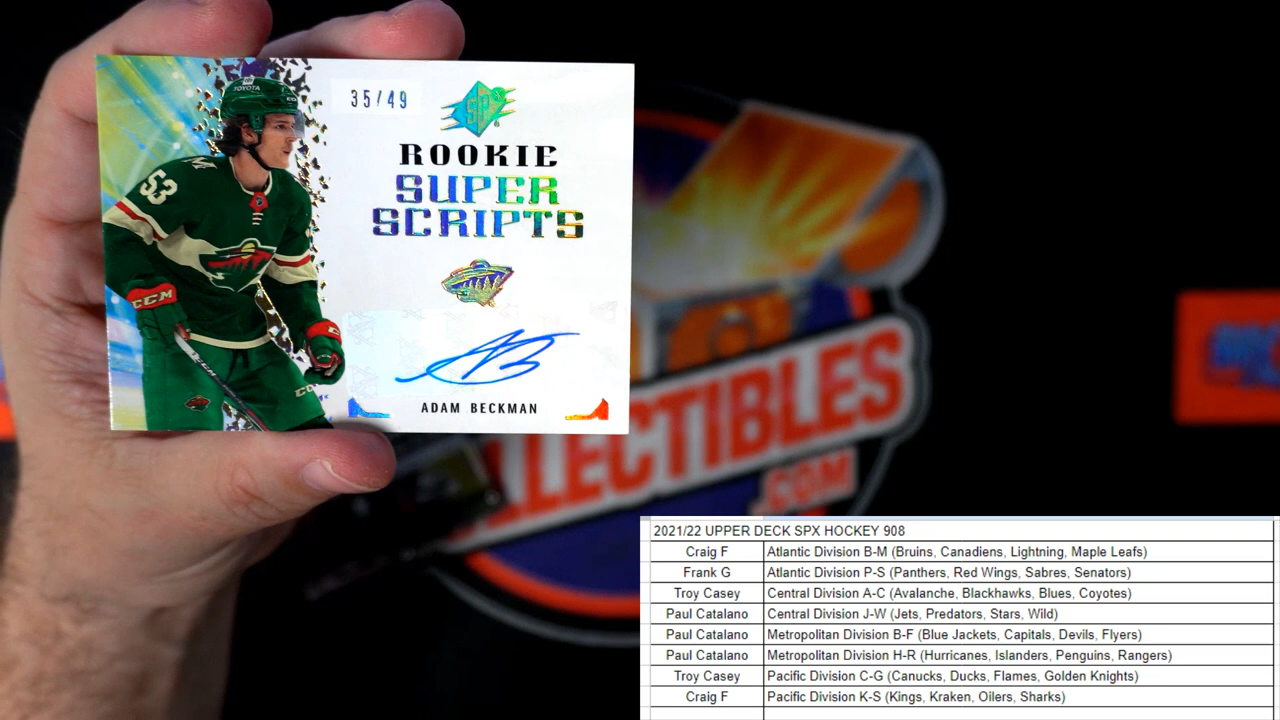 35/49
SPX
ROOKIE
SUPER
SCRIPTS
TOYOTA
53
CCM
CCM
AB
ADAM BECKMAN
LECTIBLES
.COM
2021/22 UPPER DECK SPX HOCKEY 908
Craig F Atlantic Division B-M (Bruins, Canadiens, Lightning, Maple Leafs)
Frank G Atlantic Division P-S (Panthers, Red Wings, Sabres, Senators)
Troy Casey Central Division A-C (Avalanche, Blackhawks, Blues, Coyotes)
Paul Catalano Central Division J-W (Jets, Predators, Stars, Wild)
Paul Catalano Metropolitan Division B-F (Blue Jackets, Capitals, Devils, Flyers)
Paul Catalano Metropolitan Division H-R (Hurricanes, Islanders, Penguins, Rangers)
Troy Casey Pacific Division C-G (Canucks, Ducks, Flames, Golden Knights)
Craig F Pacific Division K-S (Kings, Kraken, Oilers, Sharks)